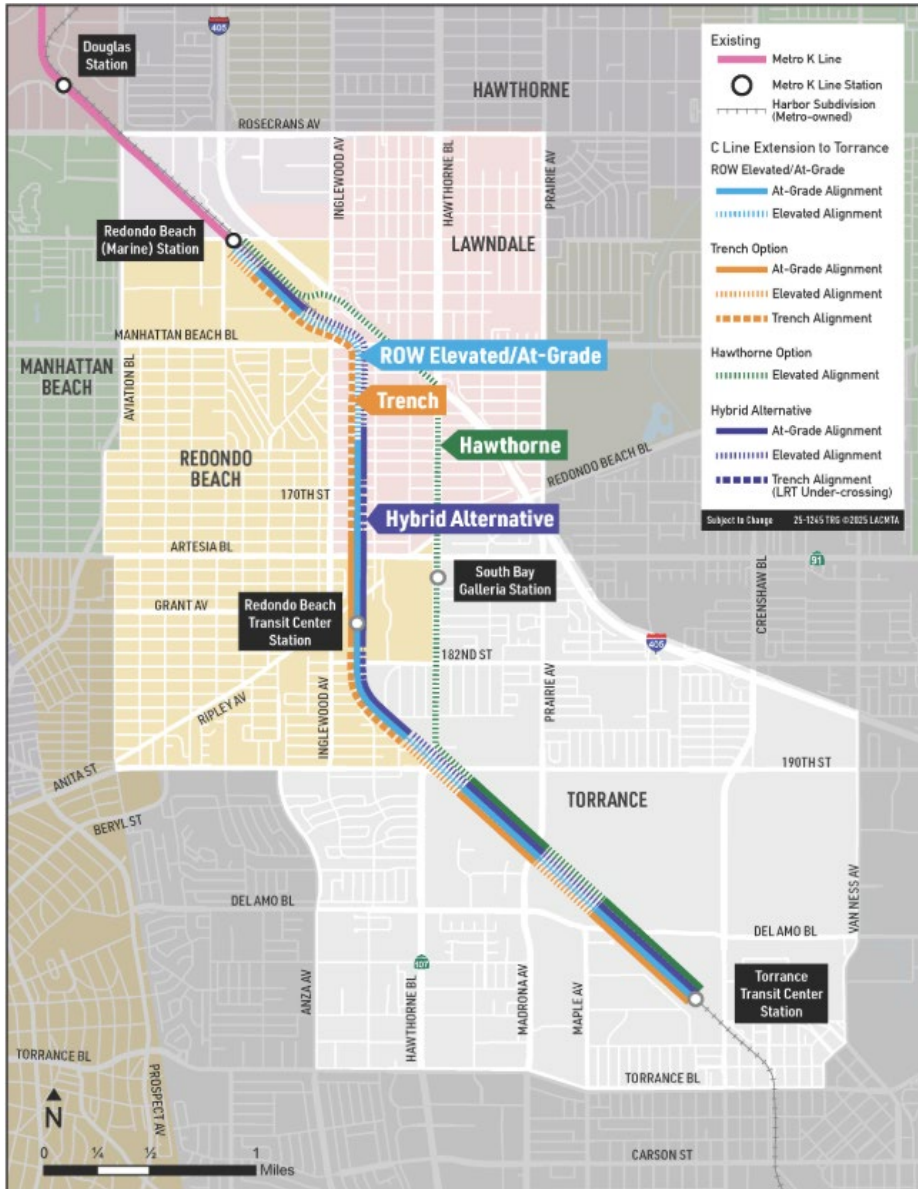 405
Douglas
Station
HAWTHORNE
ROSECRANS AV
INGLEWOOD AV
HAWTHORNE BL
PRAIRIE AV
LAWNDALE
Redondo Beach
(Marine) Station
MANHATTAN BEACH BL
MANHATTAN
BEACH
AVIATION BL
ROW Elevated/At-Grade
Trench
Hawthorne
REDONDO
BEACH
REDONDO BEACH BL
170TH ST
Hybrid Alternative
ARTESIA BL
91
CRENSHAW BL
South Bay
Galleria Station
GRANT AV
Redondo Beach
Transit Center
Station
405
182ND ST
PRAIRIE AV
RIPLEY AV
INGLEWOOD AV
190TH ST
ANITA ST
BERYL ST
TORRANCE
VAN NESS AV
DEL AMO BL
DEL AMO BL
107
ANZA AV
HAWTHORNE BL
MADRONA AV
MAPLE AV
Torrance
Transit Center
Station
TORRANCE BL
PROSPECT AV
TORRANCE BL
CARSON ST
N
0 ¼ ½ 1
Miles
Existing
Metro K Line
Metro K Line Station
Harbor Subdivision
(Metro-owned)
C Line Extension to Torrance
ROW Elevated/At-Grade
At-Grade Alignment
Elevated Alignment
Trench Option
At-Grade Alignment
Elevated Alignment
Trench Alignment
Hawthorne Option
Elevated Alignment
Hybrid Alternative
At-Grade Alignment
Elevated Alignment
Trench Alignment
(LRT Under-crossing)
Subject to Change 25-1245 TRG ©2025 LACMTA